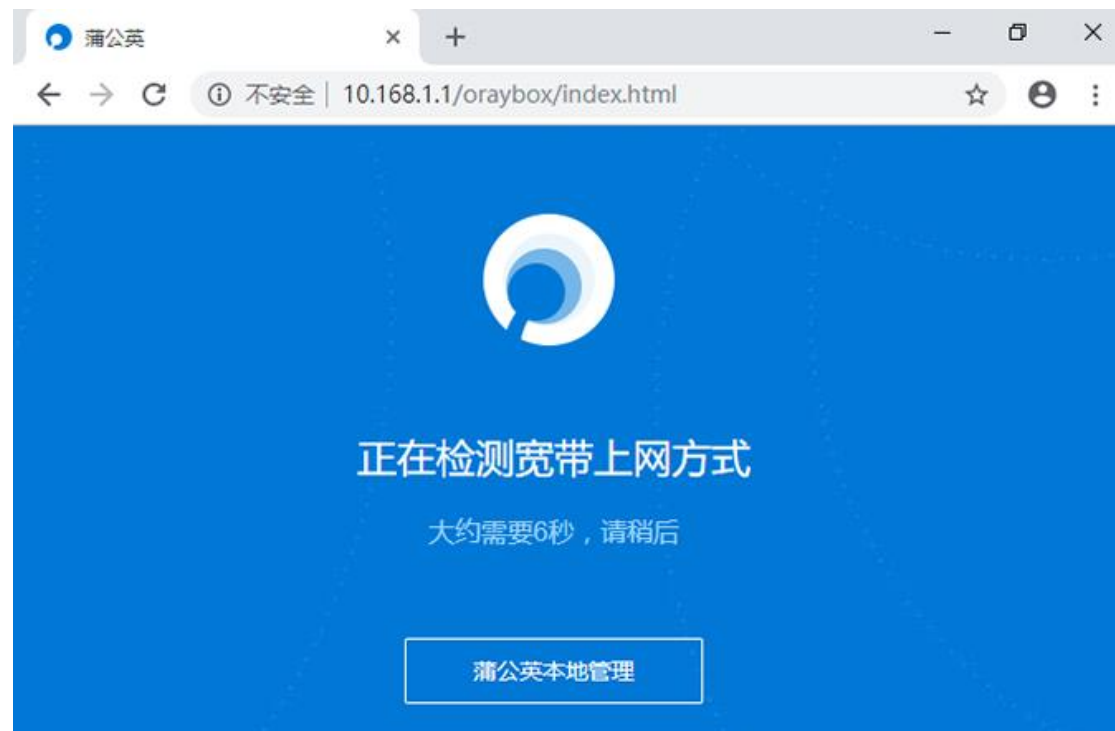 蒲公英
不安全 10.168.1.1/oraybox/index.html
正在检测宽带上网方式
大约需要6秒，请稍后
蒲公英本地管理